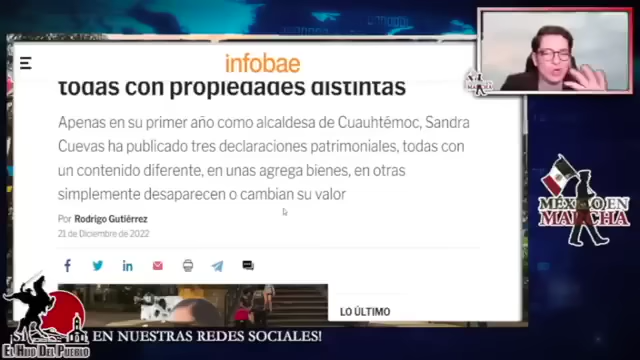 infobae
todas con propiedades distintas
Apenas en su primer año como alcaldesa de Cuauhtémoc, Sandra
Cuevas ha publicado tres declaraciones patrimoniales, todas con
un contenido diferente, en unas agrega bienes, en otras
simplemente desaparecen o cambian su valor
Por Rodrigo Gutiérrez
21 de Diciembre de 2022
LO ÚLTIMO
MÉXICO EN
MARCHA
EN NUESTRAS REDES SOCIALES!
EL HIJO DEL PUEBLO